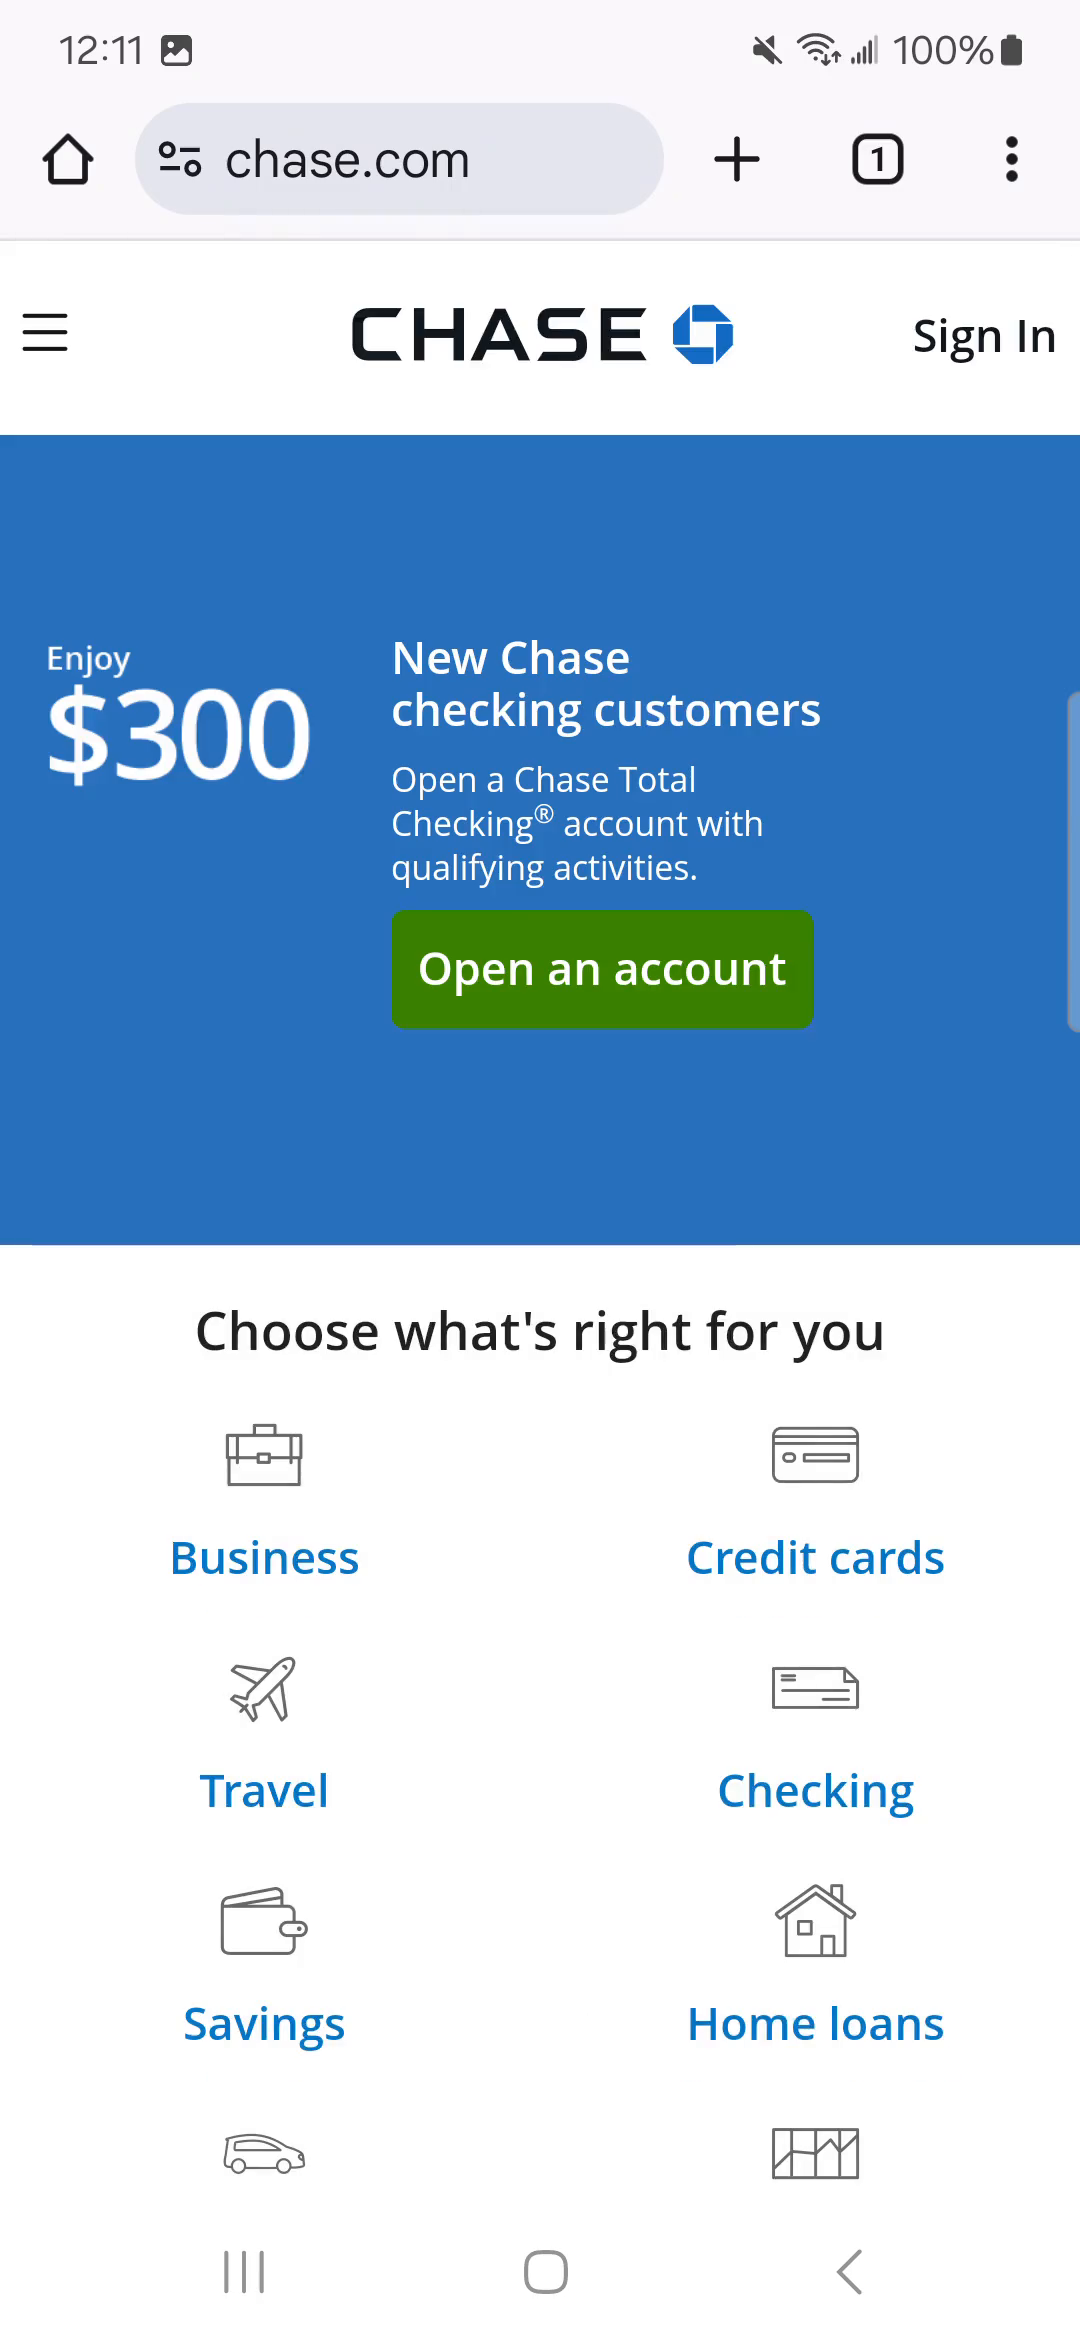 12:11
100%
chase.com
1
CHASE
Sign In
Enjoy
$300
New Chase
checking customers
Open a Chase Total
Checking® account with
qualifying activities.
Open an account
Choose what's right for you
Business
Credit cards
Travel
Checking
Savings
Home loans